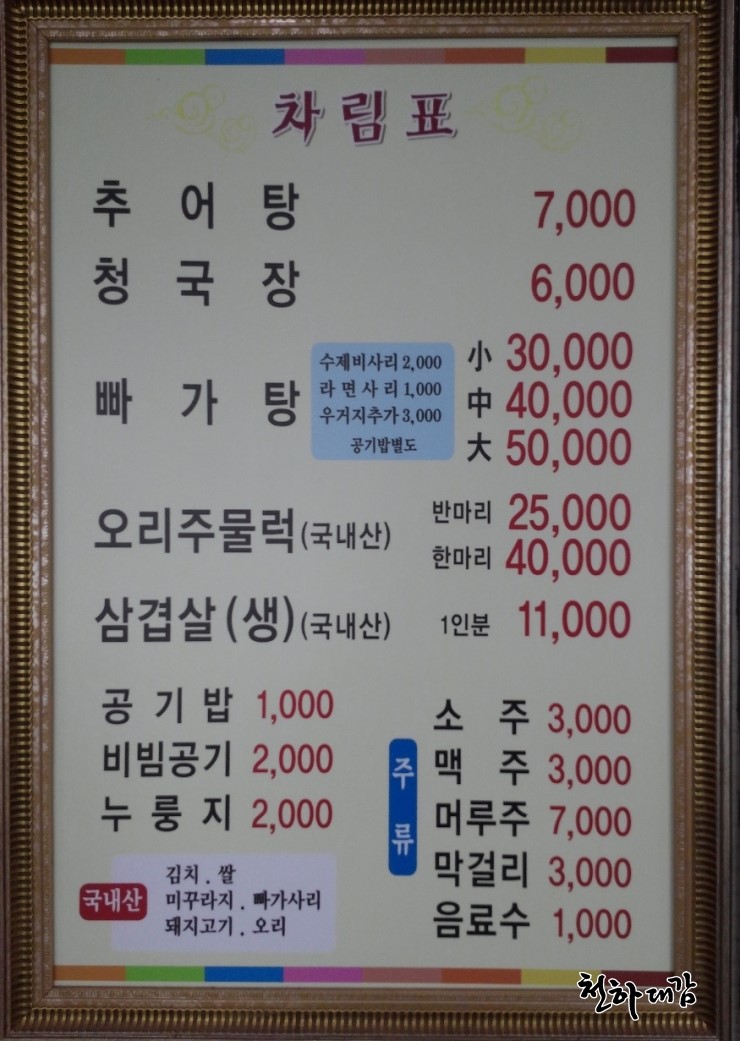 차림표
추어탕 7,000
청국장 6,000
빠가탕
수제비사리 2,000
라면사리 1,000
우거지추가 3,000
공기밥별도
小 30,000
中 40,000
大 50,000
오리주물럭(국내산)
반마리 25,000
한마리 40,000
삼겹살(생)(국내산) 1인분 11,000
공기밥 1,000
비빔공기 2,000
누룽지 2,000
주류
소주 3,000
맥주 3,000
머루주 7,000
막걸리 3,000
음료수 1,000
국내산
김치 . 쌀
미꾸라지 . 빠가사리
돼지고기 . 오리
천하대감